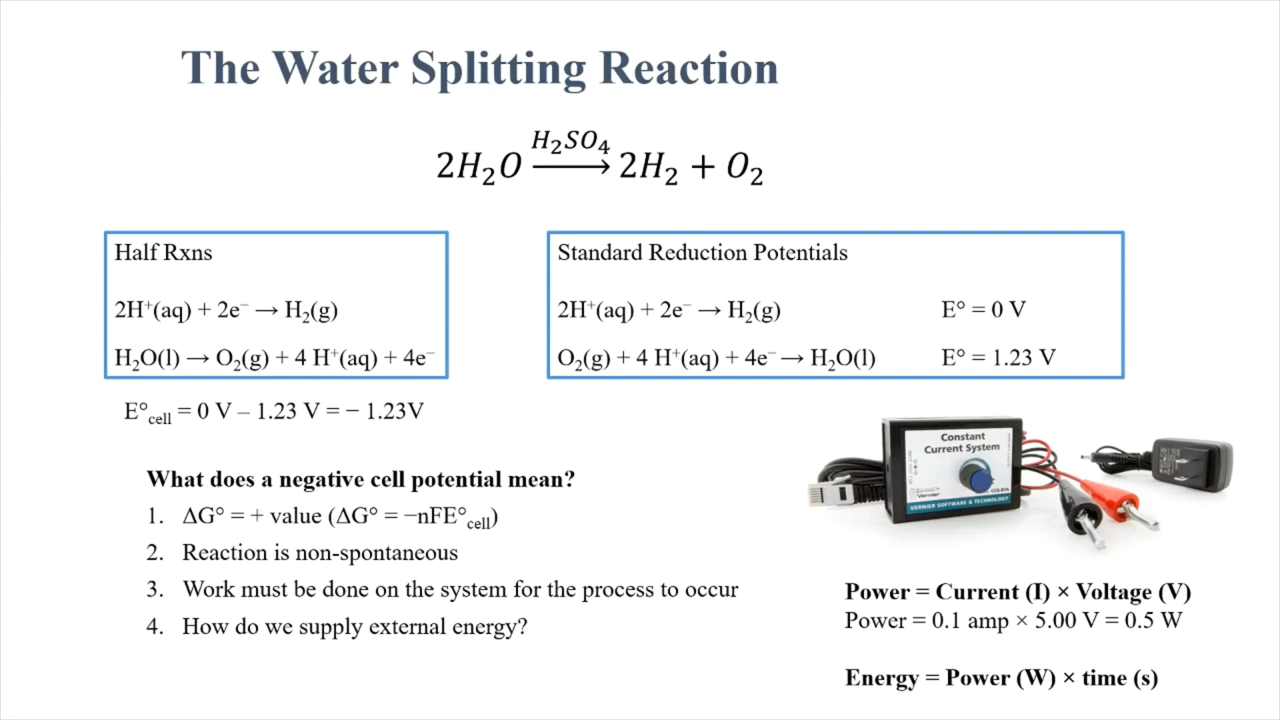 The Water Splitting Reaction
H₂SO₄
2H₂O ⟶ 2H₂ + O₂
Half Rxns
2H⁺(aq) + 2e⁻ → H₂(g)
H₂O(l) → O₂(g) + 4 H⁺(aq) + 4e⁻
Standard Reduction Potentials
2H⁺(aq) + 2e⁻ → H₂(g) E° = 0 V
O₂(g) + 4 H⁺(aq) + 4e⁻ → H₂O(l) E° = 1.23 V
E°cell = 0 V – 1.23 V = − 1.23V
What does a negative cell potential mean?
1. ΔG° = + value (ΔG° = −nFE°cell)
2. Reaction is non-spontaneous
3. Work must be done on the system for the process to occur
4. How do we supply external energy?
Constant
Current System
Vernier
CCS-BTA
VERNIER SOFTWARE & TECHNOLOGY
Power = Current (I) × Voltage (V)
Power = 0.1 amp × 5.00 V = 0.5 W
Energy = Power (W) × time (s)